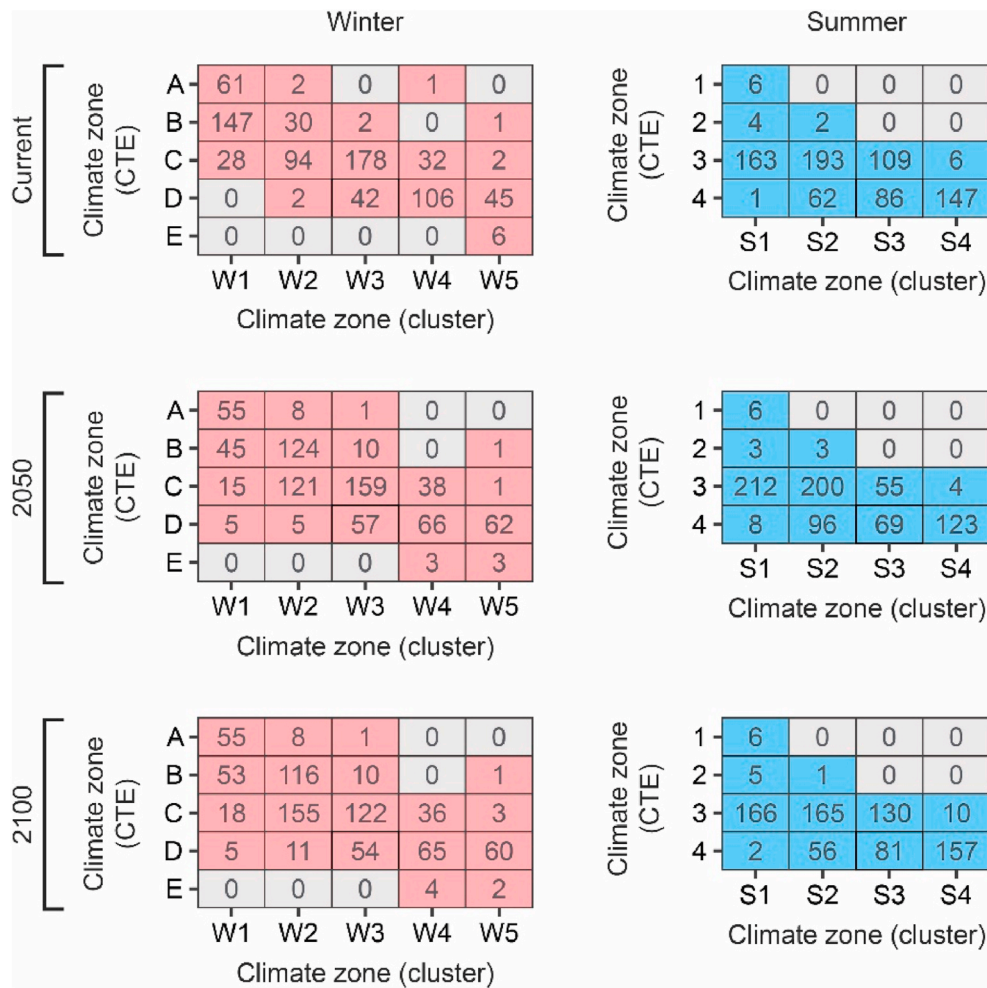 Winter
Summer
Current
Climate zone
(CTE)
A 61 2 0 1 0
B 147 30 2 0 1
C 28 94 178 32 2
D 0 2 42 106 45
E 0 0 0 0 6
W1 W2 W3 W4 W5
Climate zone (cluster)
Climate zone
(CTE)
1 6 0 0 0
2 4 2 0 0
3 163 193 109 6
4 1 62 86 147
S1 S2 S3 S4
Climate zone (cluster)
2050
Climate zone
(CTE)
A 55 8 1 0 0
B 45 124 10 0 1
C 15 121 159 38 1
D 5 5 57 66 62
E 0 0 0 3 3
W1 W2 W3 W4 W5
Climate zone (cluster)
Climate zone
(CTE)
1 6 0 0 0
2 3 3 0 0
3 212 200 55 4
4 8 96 69 123
S1 S2 S3 S4
Climate zone (cluster)
2100
Climate zone
(CTE)
A 55 8 1 0 0
B 53 116 10 0 1
C 18 155 122 36 3
D 5 11 54 65 60
E 0 0 0 4 2
W1 W2 W3 W4 W5
Climate zone (cluster)
Climate zone
(CTE)
1 6 0 0 0
2 5 1 0 0
3 166 165 130 10
4 2 56 81 157
S1 S2 S3 S4
Climate zone (cluster)